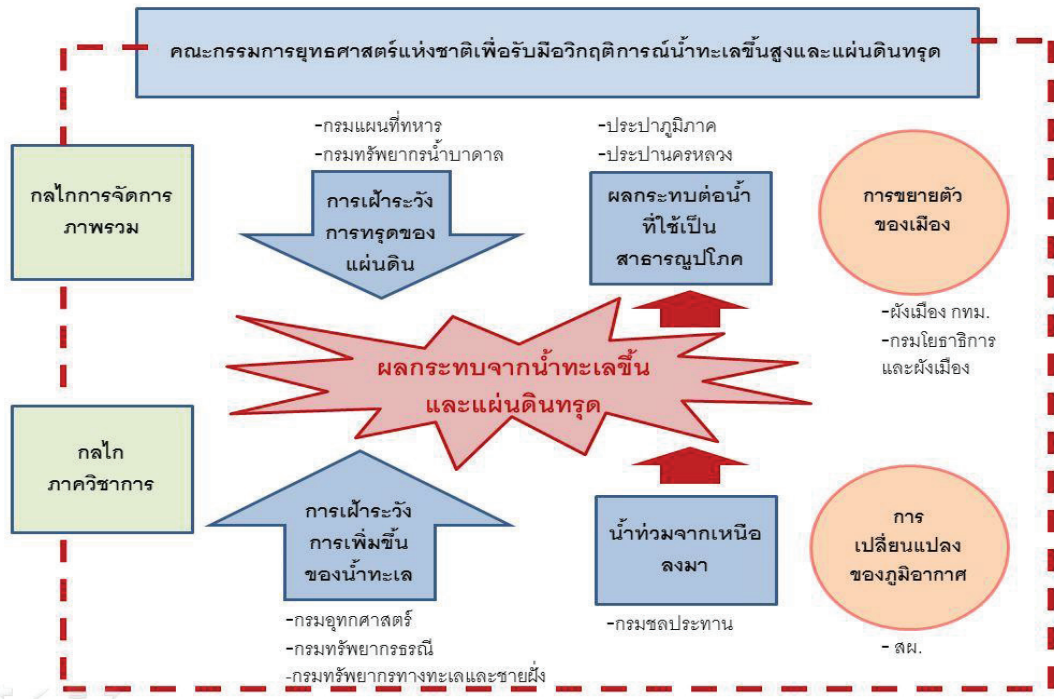 คณะกรรมการยุทธศาสตร์แห่งชาติเพื่อรับมือวิกฤติการณ์น้ำทะเลขึ้นสูงและแผ่นดินทรุด
-กรมแผนที่ทหาร
-กรมทรัพยากรน้ำบาดาล
-ประปาภูมิภาค
-ประปานครหลวง
กลไกการจัดการ
ภาพรวม
การเฝ้าระวัง
การทรุดของ
แผ่นดิน
ผลกระทบต่อน้ำ
ที่ใช้เป็น
สาธารณูปโภค
การขยายตัว
ของเมือง
-ผังเมือง กทม.
-กรมโยธาธิการ
และผังเมือง
ผลกระทบจากน้ำทะเลขึ้น
และแผ่นดินทรุด
กลไก
ภาควิชาการ
การเฝ้าระวัง
การเพิ่มขึ้น
ของน้ำทะเล
น้ำท่วมจากเหนือ
ลงมา
การ
เปลี่ยนแปลง
ของภูมิอากาศ
-กรมอุทกศาสตร์
-กรมทรัพยากรธรณี
-กรมทรัพยากรทางทะเลและชายฝั่ง
-กรมชลประทาน
- สผ.